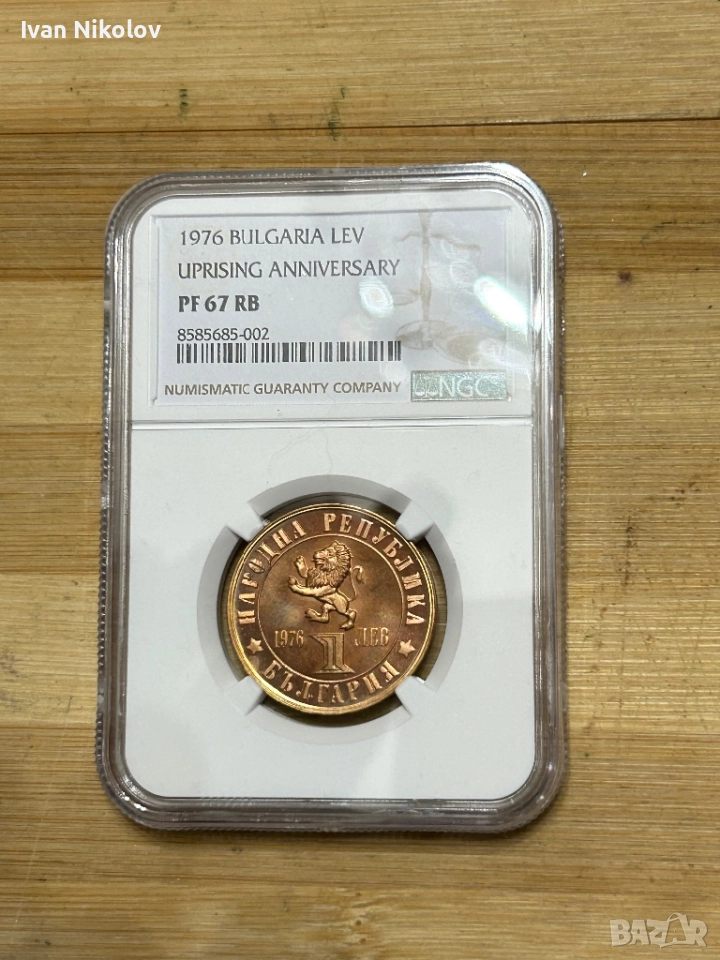 Ivan Nikolov
1976 BULGARIA LEV
UPRISING ANNIVERSARY
PF 67 RB
8585685-002
NUMISMATIC GUARANTY COMPANY
NGC
НАРОДНА РЕПУБЛИКА
1976 1 ЛЕВ
БЪЛГАРИЯ
BAZAR